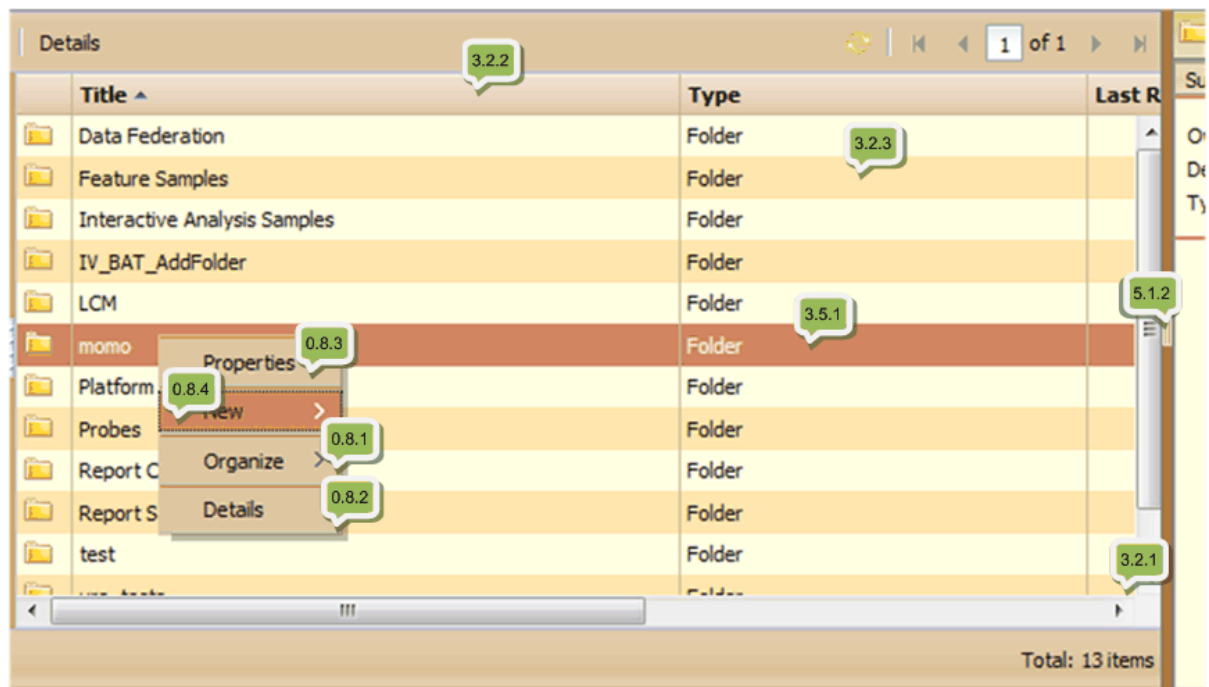 Details
1 of 1
3.2.2
Title Type Last R
Su
Data Federation Folder
3.2.3
Feature Samples Folder
Interactive Analysis Samples Folder
IV_BAT_AddFolder Folder
LCM Folder
5.1.2
3.5.1
momo Folder
Properties
0.8.3
Platform Folder
0.8.4
New
Probes Folder
0.8.1
Report C Folder
Organize
0.8.2
Report S Folder
Details
test Folder
3.2.1
Total: 13 items
De